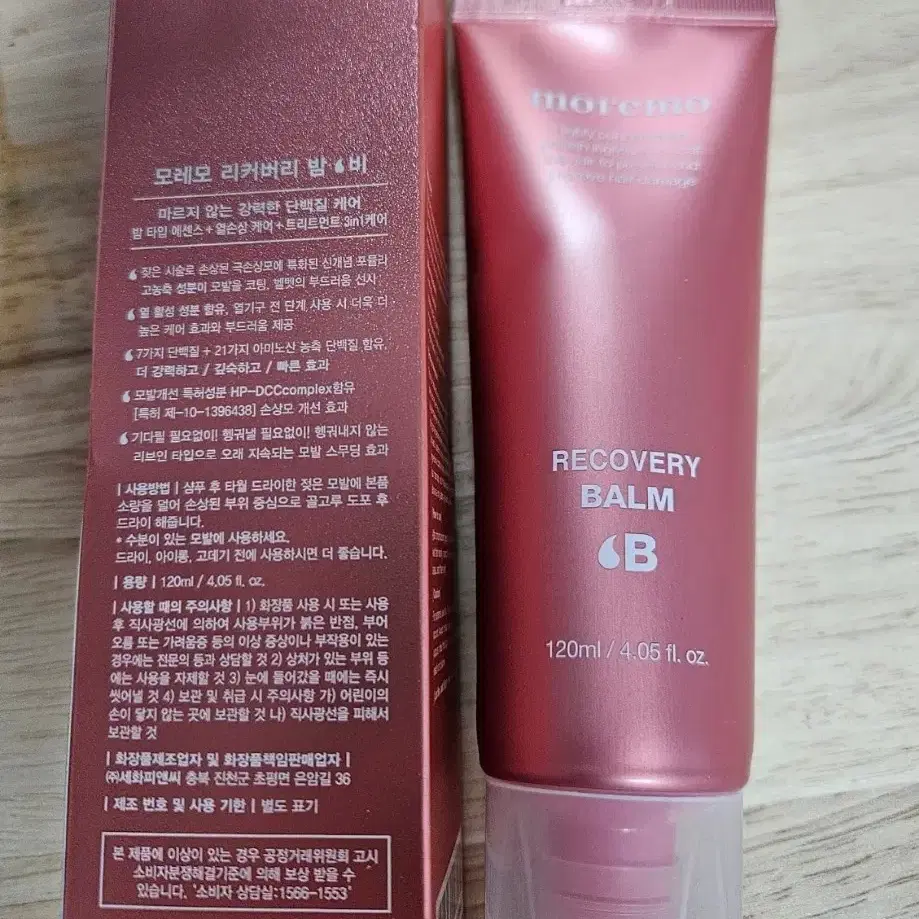 모레모 리커버리 밤 비
마르지 않는 강력한 단백질 케어
밤 타입 에센스+열손상 케어+트리트먼트 3in1케어
잦은 시술로 손상된 극손상모에 특화된 신개념 포뮬라
고농축 성분이 모발을 코팅, 벨벳의 부드러움 선사
열 활성 성분 함유, 열기구 전 단계 사용 시 더욱 더
높은 케어 효과와 부드러움 제공
7가지 단백질 + 21가지 아미노산 농축 단백질 함유,
더 강력하고 / 깊숙하고 / 빠른 효과
모발개선 특허성분 HP-DCCcomplex함유
[특허 제-10-1396438] 손상모 개선 효과
기다릴 필요없이! 헹궈낼 필요없이! 헹궈내지 않는
리브인 타입으로 오래 지속되는 모발 스무딩 효과
| 사용방법 | 샴푸 후 타월 드라이한 젖은 모발에 본품
소량을 덜어 손상된 부위 중심으로 골고루 도포 후
드라이 해줍니다.
* 수분이 있는 모발에 사용하세요.
드라이, 아이롱, 고데기 전에 사용하시면 더 좋습니다.
| 용량 | 120ml / 4.05 fl. oz.
| 사용할 때의 주의사항 | 1) 화장품 사용 시 또는 사용
후 직사광선에 의하여 사용부위가 붉은 반점, 부어
오름 또는 가려움증 등의 이상 증상이나 부작용이 있는
경우에는 전문의 등과 상담할 것 2) 상처가 있는 부위 등
에는 사용을 자제할 것 3) 눈에 들어갔을 때에는 즉시
씻어낼 것 4) 보관 및 취급 시 주의사항 가) 어린이의
손이 닿지 않는 곳에 보관할 것 나) 직사광선을 피해서
보관할 것
| 화장품제조업자 및 화장품책임판매업자 |
㈜세화피앤씨 충북 진천군 초평면 은암길 36
| 제조 번호 및 사용 기한 | 별도 표기
본 제품에 이상이 있는 경우 공정거래위원회 고시
소비자분쟁해결기준에 의해 보상 받을 수
있습니다. '소비자 상담실:1566-1553'
moremo
hair damage
RECOVERY
BALM
B
120ml / 4.05 fl. oz.